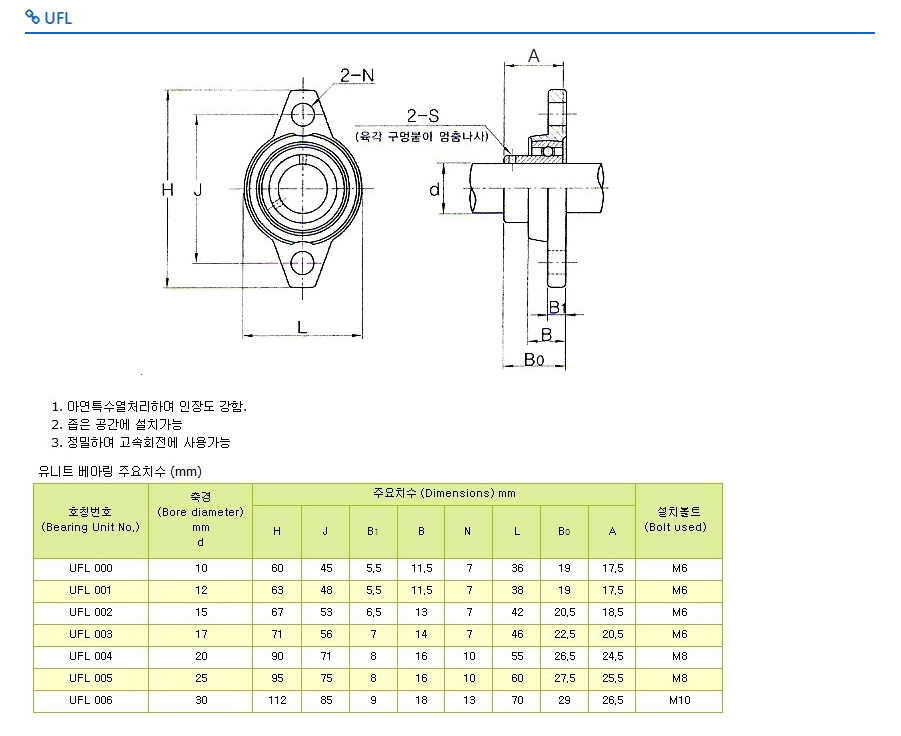 UFL
A
2-N
2-S
(육각 구멍붙이 멈춤나사)
H
J
d
L
B1
B
B0
1. 아연특수열처리하여 인장도 강함.
2. 좁은 공간에 설치가능
3. 정밀하여 고속회전에 사용가능
유니트 베아링 주요치수 (mm)
호칭번호 (Bearing Unit No.) 축경 (Bore diameter) mm d 주요치수 (Dimensions) mm 설치볼트 (Bolt used)
H J B1 B N L B0 A
UFL 000 10 60 45 5.5 11.5 7 36 19 17.5 M6
UFL 001 12 63 48 5.5 11.5 7 38 19 17.5 M6
UFL 002 15 67 53 6.5 13 7 42 20.5 18.5 M6
UFL 003 17 71 56 7 14 7 46 22.5 20.5 M6
UFL 004 20 90 71 8 16 10 55 26.5 24.5 M8
UFL 005 25 95 75 8 16 10 60 27.5 25.5 M8
UFL 006 30 112 85 9 18 13 70 29 26.5 M10